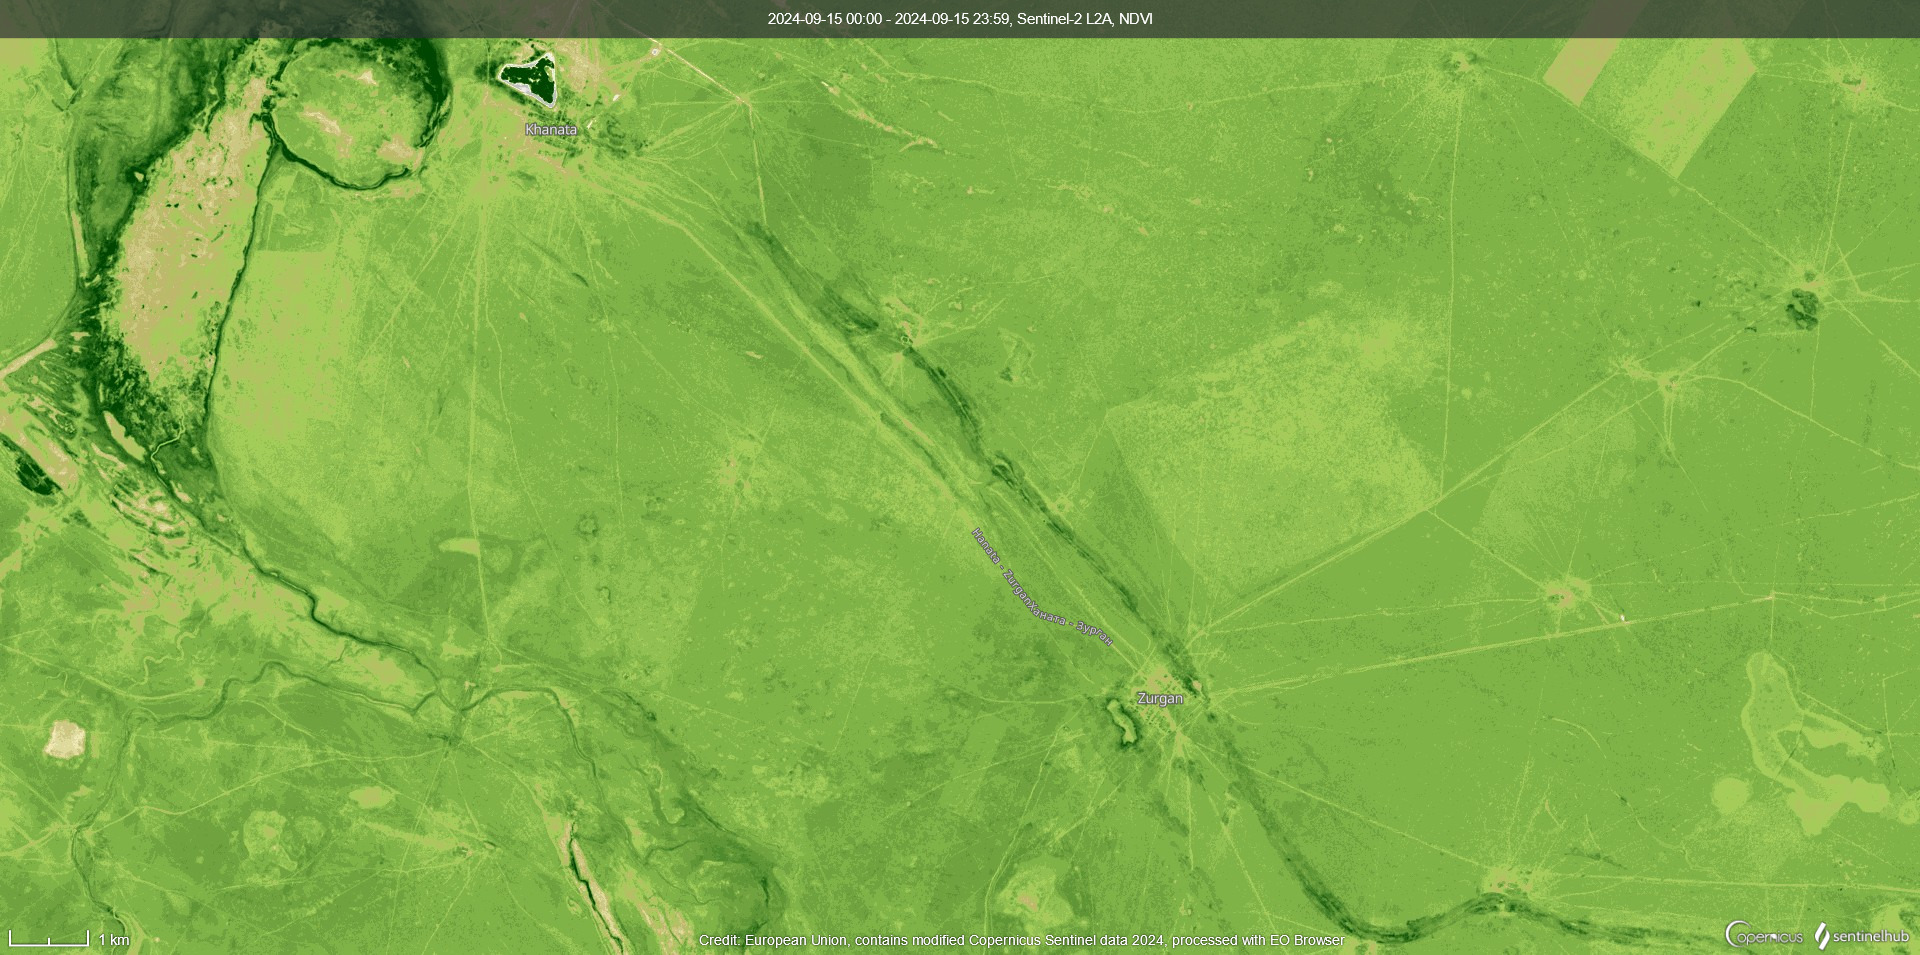 2024-09-15 00:00 - 2024-09-15 23:59, Sentinel-2 L2A, NDVI
Khanata
Hanata - ZurganХаната - Зурган
Zurgan
1 km
Credit: European Union, contains modified Copernicus Sentinel data 2024, processed with EO Browser
Copernicus
sentinelhub